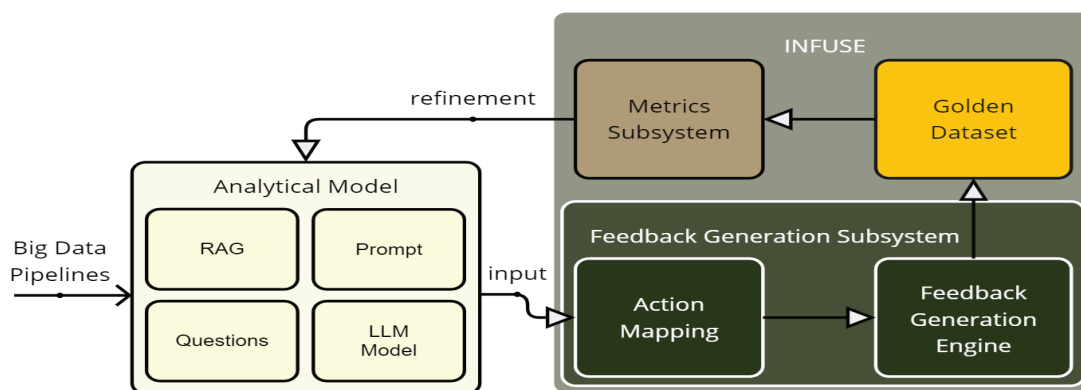 INFUSE
refinement
Metrics
Subsystem
Golden
Dataset
Analytical Model
RAG
Prompt
Questions
LLM
Model
Big Data
Pipelines
input
Feedback Generation Subsystem
Action
Mapping
Feedback
Generation
Engine